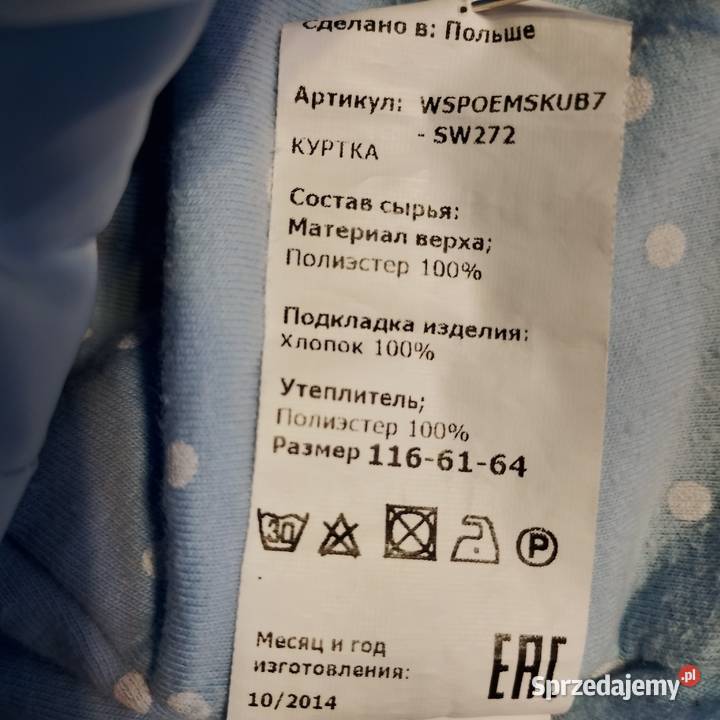 Сделано в: Польше
Артикул: WSPOEMSKUB7
- SW272
КУРТКА
Состав сырья:
Материал верха;
Полиэстер 100%
Подкладка изделия:
Хлопок 100%
Утеплитель;
Полиэстер 100%
Размер 116-61-64
30
P
Месяц и год
изготовления:
10/2014
EAC
Sprzedajemy.pl